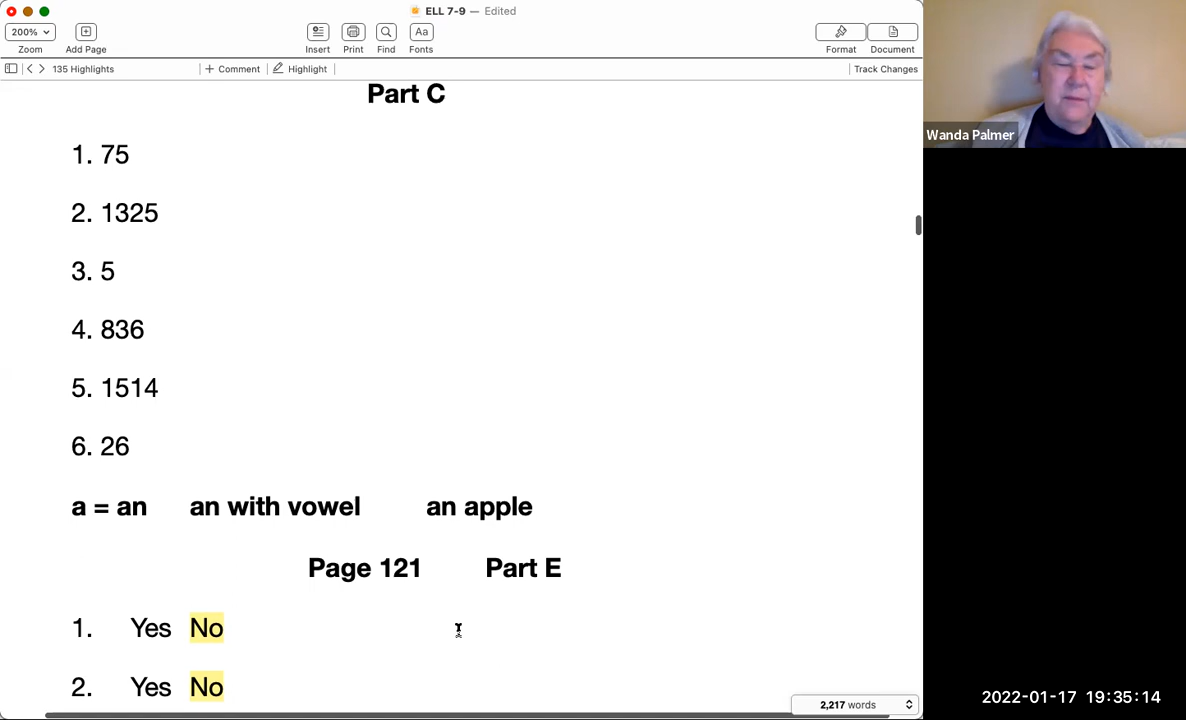 ELL 7-9 — Edited
200%
Zoom
Add Page
Insert
Print
Find
Aa
Fonts
Format
Document
135 Highlights
+ Comment
Highlight
Track Changes
Part C
1. 75
2. 1325
3. 5
4. 836
5. 1514
6. 26
a = an an with vowel an apple
Page 121 Part E
1. Yes No
2. Yes No
2,217 words
Wanda Palmer
2022-01-17 19:35:14